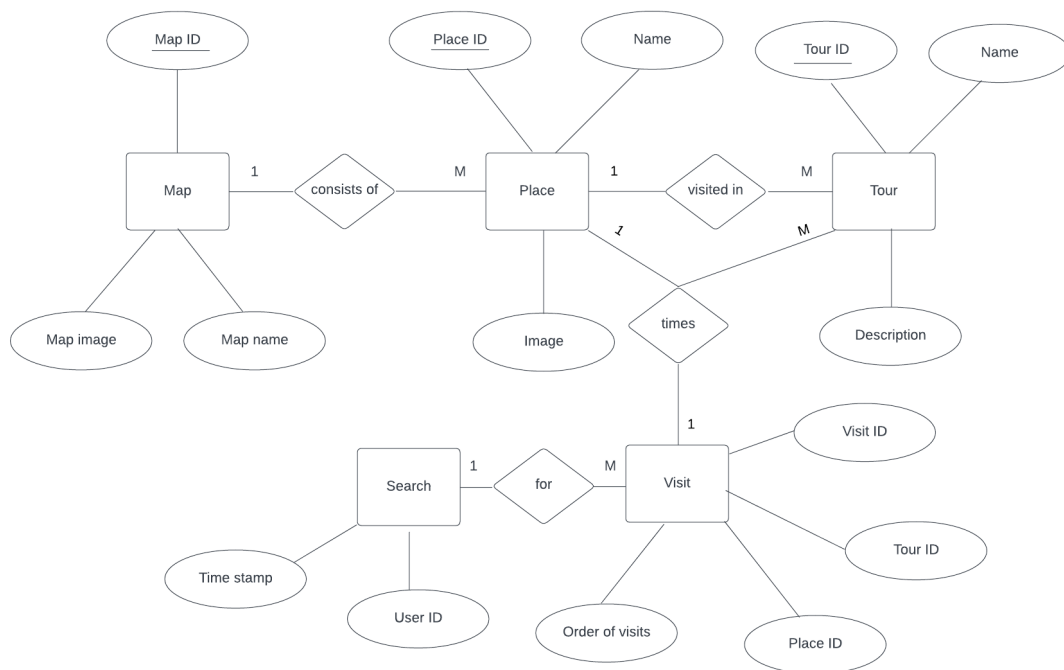 Map ID
Place ID
Name
Tour ID
Name
Map
1
consists of
M
Place
1
visited in
M
Tour
1
M
Map image
Map name
Image
times
Description
1
Visit ID
Search
1
for
M
Visit
Tour ID
Time stamp
User ID
Order of visits
Place ID